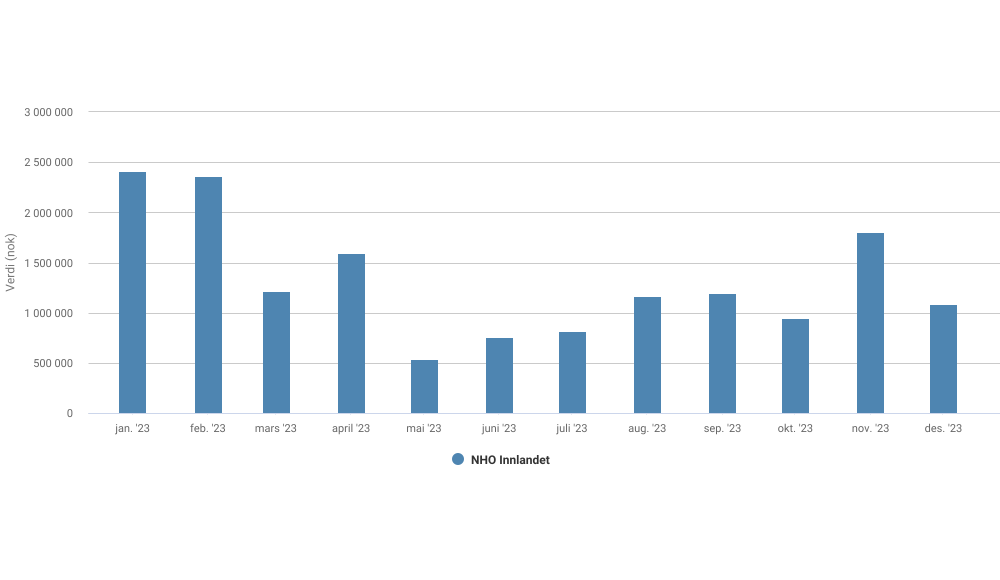 3 000 000
2 500 000
2 000 000
1 500 000
1 000 000
500 000
0
Verdi (nok)
jan. '23 feb. '23 mars '23 april '23 mai '23 juni '23 juli '23 aug. '23 sep. '23 okt. '23 nov. '23 des. '23
NHO Innlandet